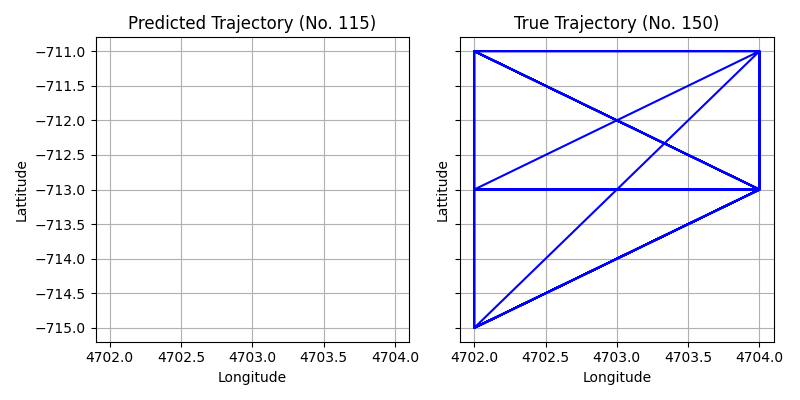 Predicted Trajectory (No. 115)
True Trajectory (No. 150)
Lattitude
−711.0
−711.5
−712.0
−712.5
−713.0
−713.5
−714.0
−714.5
−715.0
4702.0 4702.5 4703.0 4703.5 4704.0
Longitude
Lattitude
4702.0 4702.5 4703.0 4703.5 4704.0
Longitude